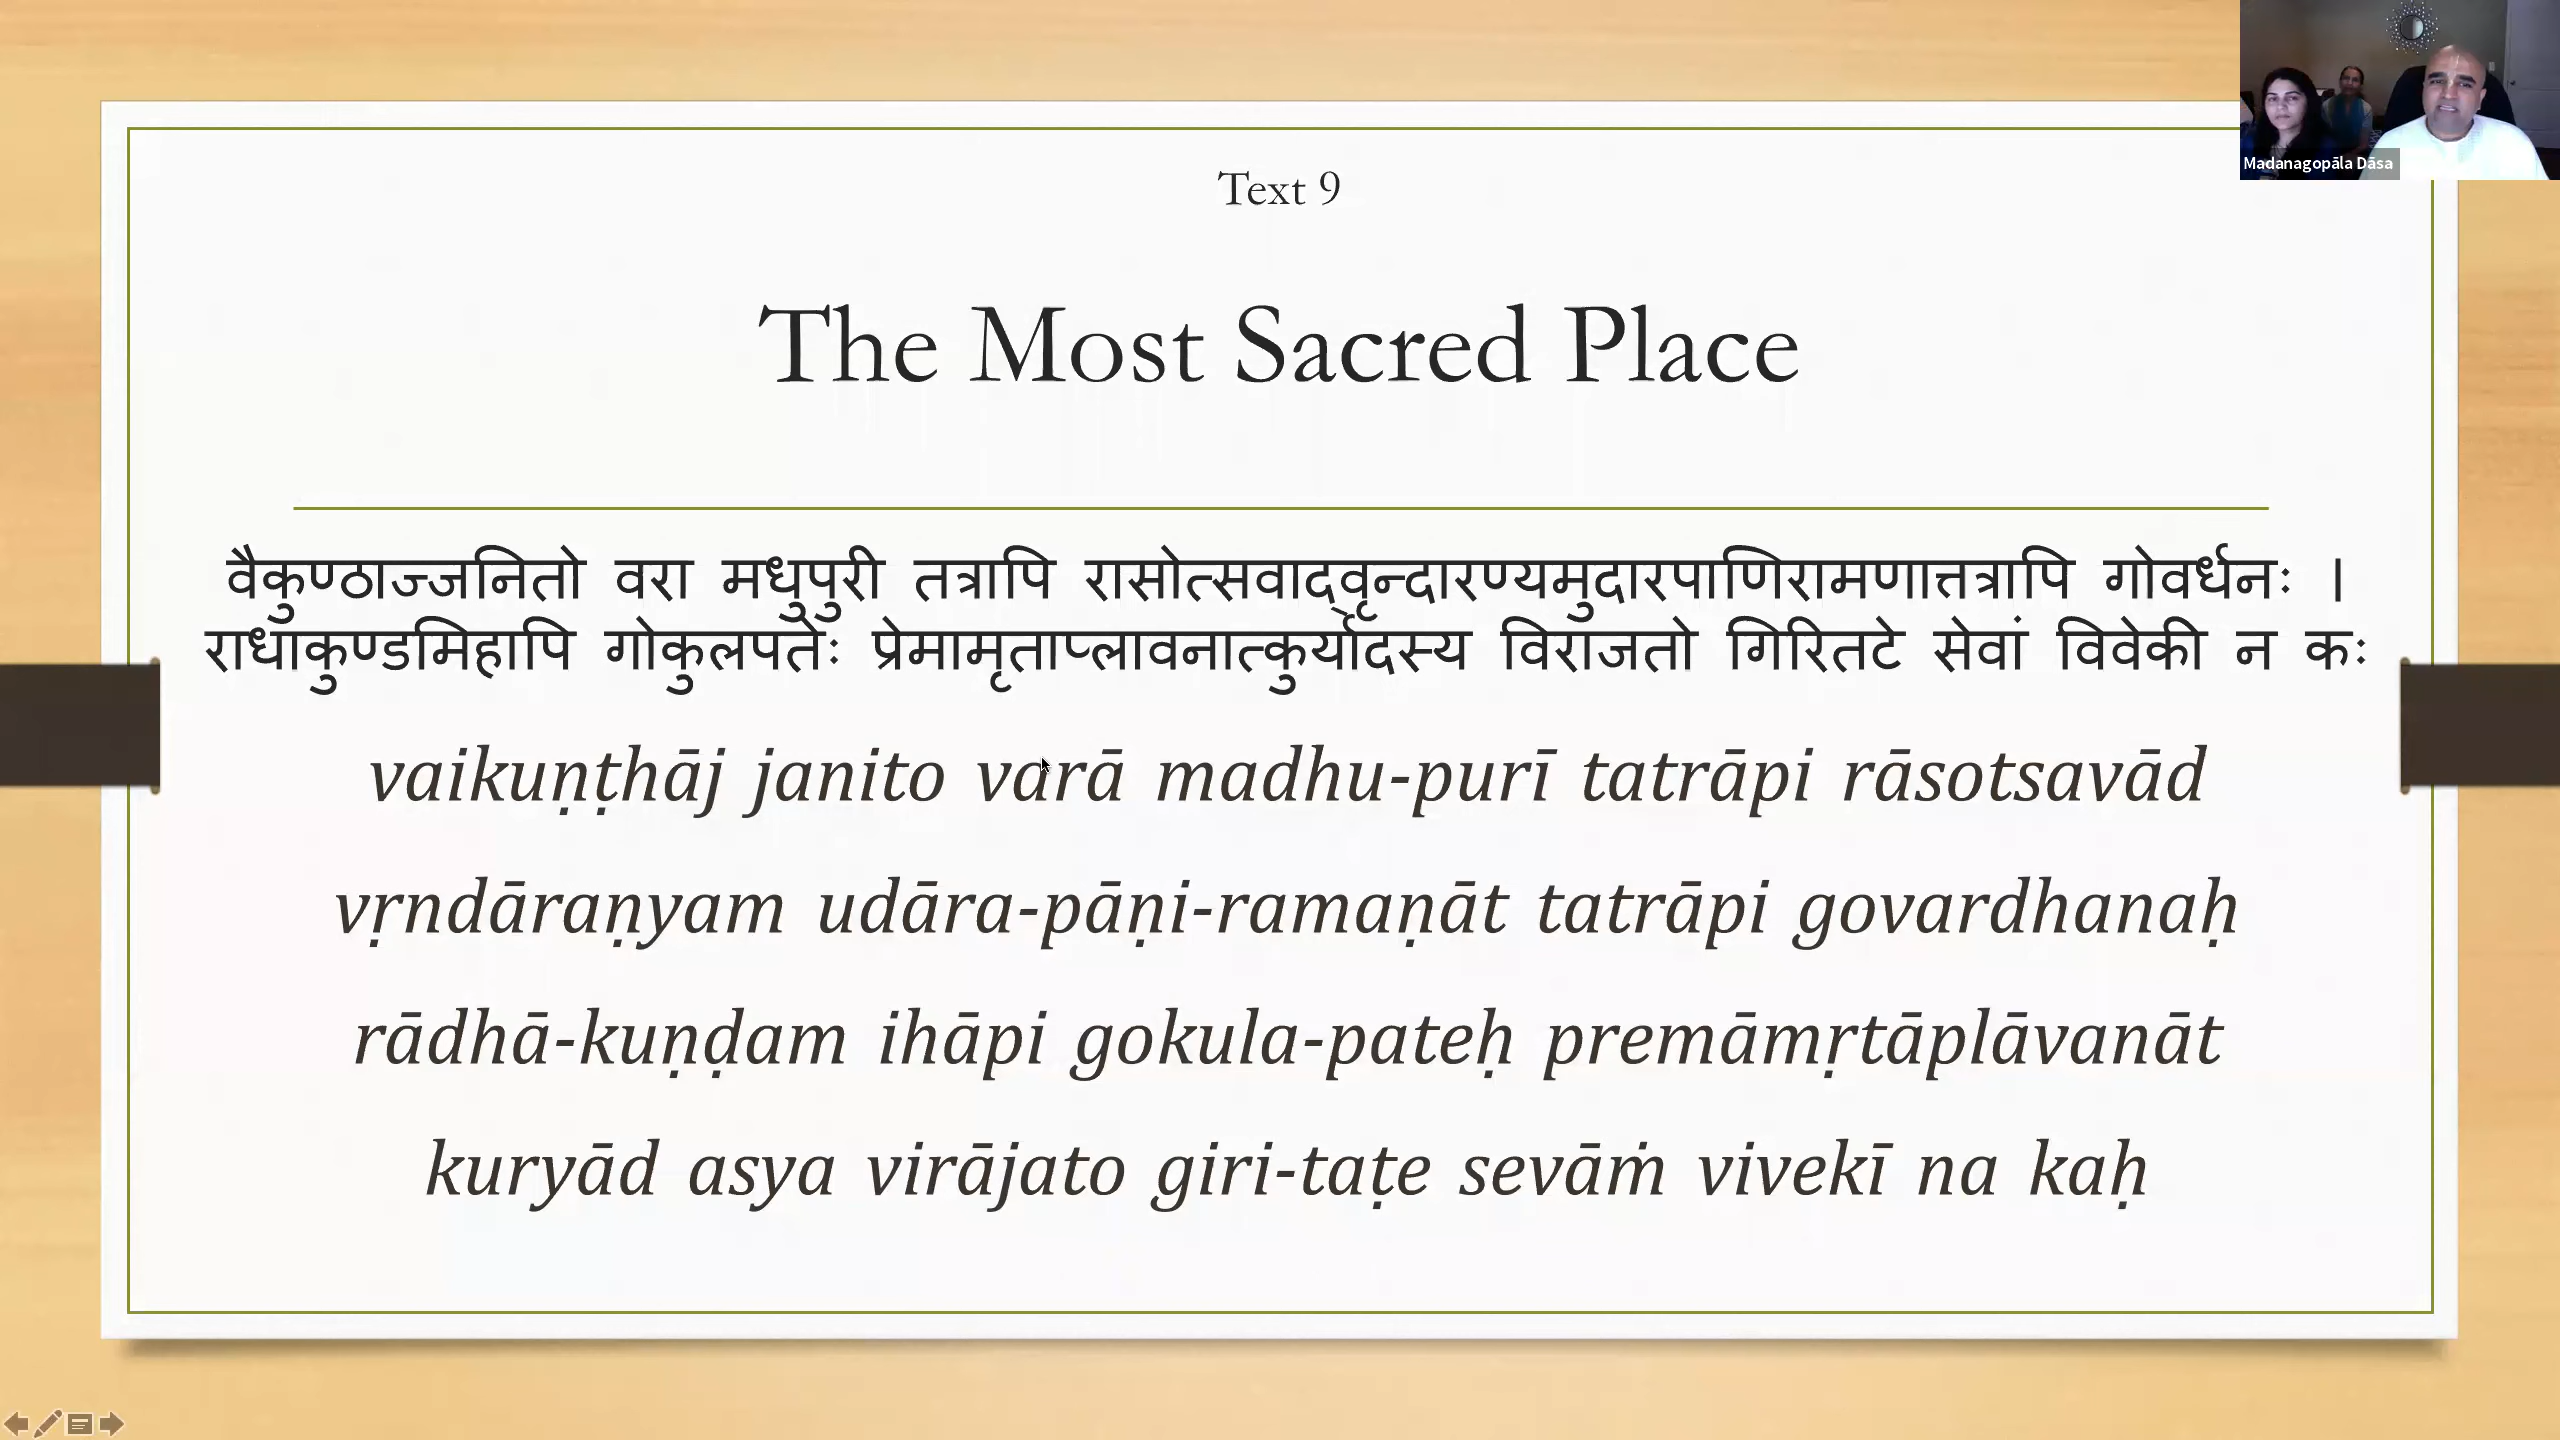 Madanagopāla Dāsa
Text 9
The Most Sacred Place
वैकुण्ठाज्जनितो वरा मधुपुरी तत्रापि रासोत्सवाद्वृन्दारण्यमुदारपाणिरामणात्तत्रापि गोवर्धनः ।
राधाकुण्डमिहापि गोकुलपतेः प्रेमामृताप्लावनात्कुर्यादस्य विराजतो गिरितटे सेवां विवेकी न कः
vaikuṇṭhāj janito varā madhu-purī tatrāpi rāsotsavād
vṛndāraṇyam udāra-pāṇi-ramaṇāt tatrāpi govardhanaḥ
rādhā-kuṇḍam ihāpi gokula-pateḥ premāmṛtāplāvanāt
kuryād asya virājato giri-taṭe sevāṁ vivekī na kaḥ